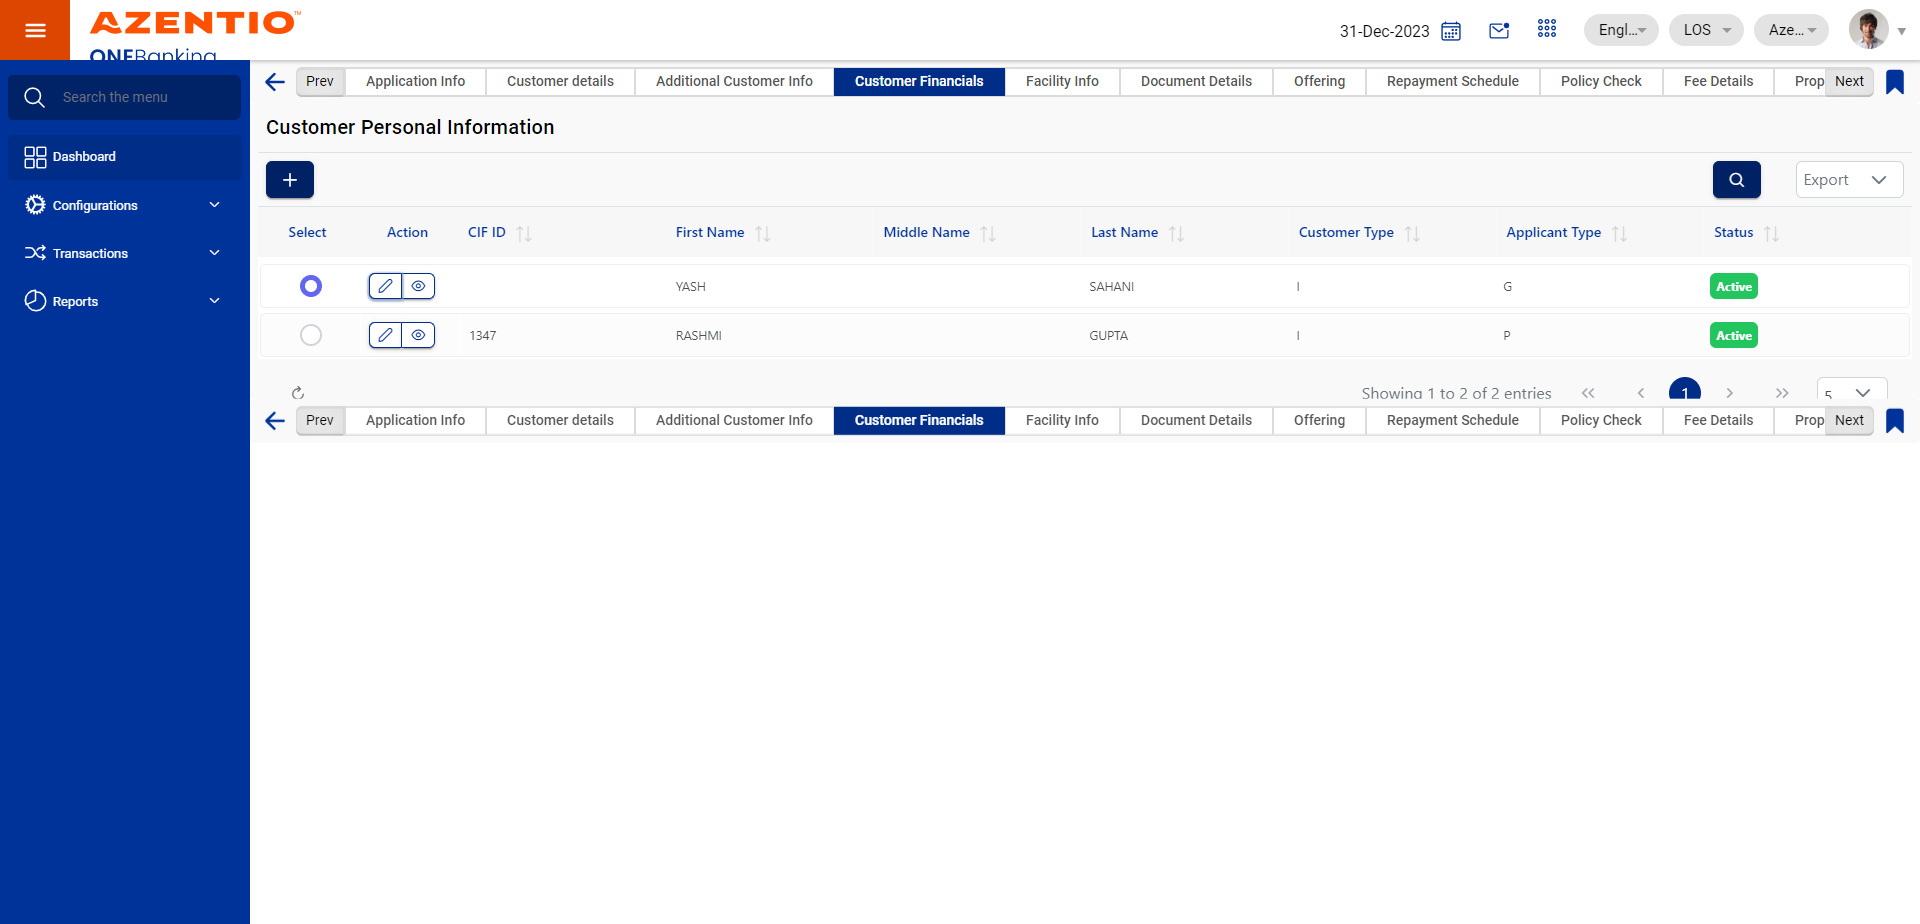 AZENTIO™
ONEBanking
31-Dec-2023
Engl...
LOS
Aze...
Search the menu
Dashboard
Configurations
Transactions
Reports
Prev Application Info Customer details Additional Customer Info Customer Financials Facility Info Document Details Offering Repayment Schedule Policy Check Fee Details Prop Next
Customer Personal Information
+
Export
Select Action CIF ID First Name Middle Name Last Name Customer Type Applicant Type Status
YASH SAHANI I G Active
1347 RASHMI GUPTA I P Active
Showing 1 to 2 of 2 entries << < 1 > >> 5
Prev Application Info Customer details Additional Customer Info Customer Financials Facility Info Document Details Offering Repayment Schedule Policy Check Fee Details Prop Next